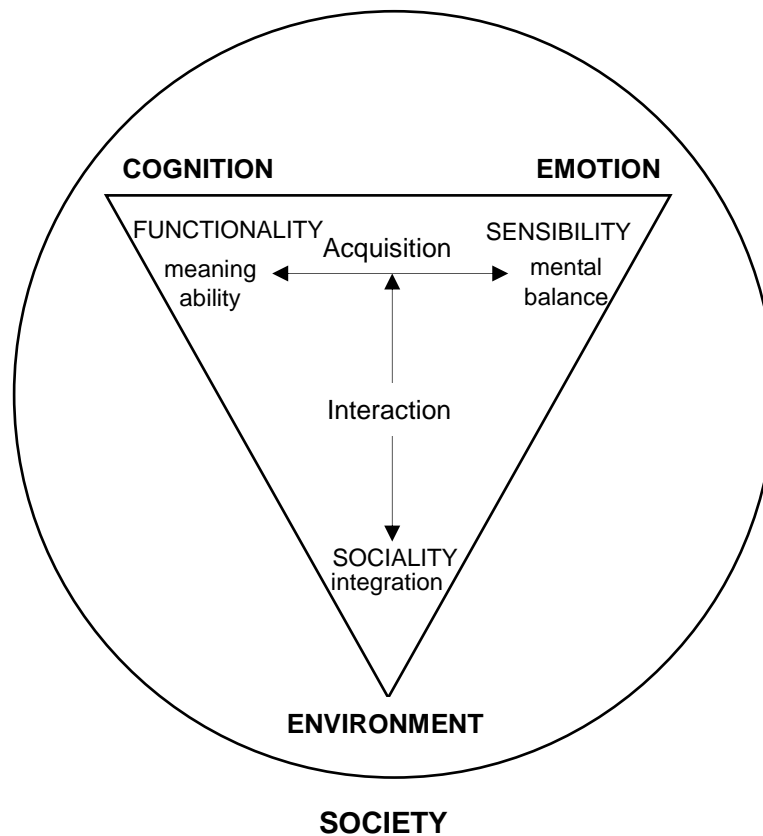 COGNITION EMOTION
FUNCTIONALITY SENSIBILITY
Acquisition
meaning mental
ability balance
Interaction
SOCIALITY
integration
ENVIRONMENT
SOCIETY